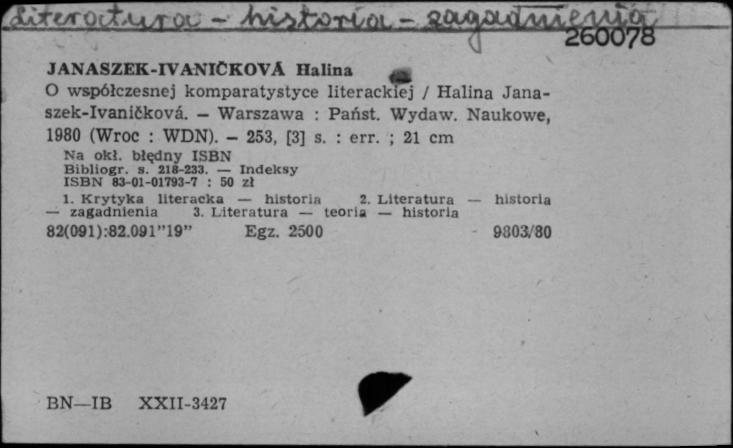 Literatura - historia - zagadnienia
260078
JANASZEK-IVANIČKOVÁ Halina
O współczesnej komparatystyce literackiej / Halina Jana-
szek-Ivaničková. — Warszawa : Państ. Wydaw. Naukowe,
1980 (Wroc : WDN). — 253, [3] s. : err. ; 21 cm
Na okł. błędny ISBN
Bibliogr. s. 218-233. — Indeksy
ISBN 83-01-01793-7 : 50 zł
1. Krytyka literacka — historia 2. Literatura — historia
— zagadnienia 3. Literatura — teoria — historia
82(091):82.091"19" Egz. 2500 9803/80
BN—IB XXII-3427